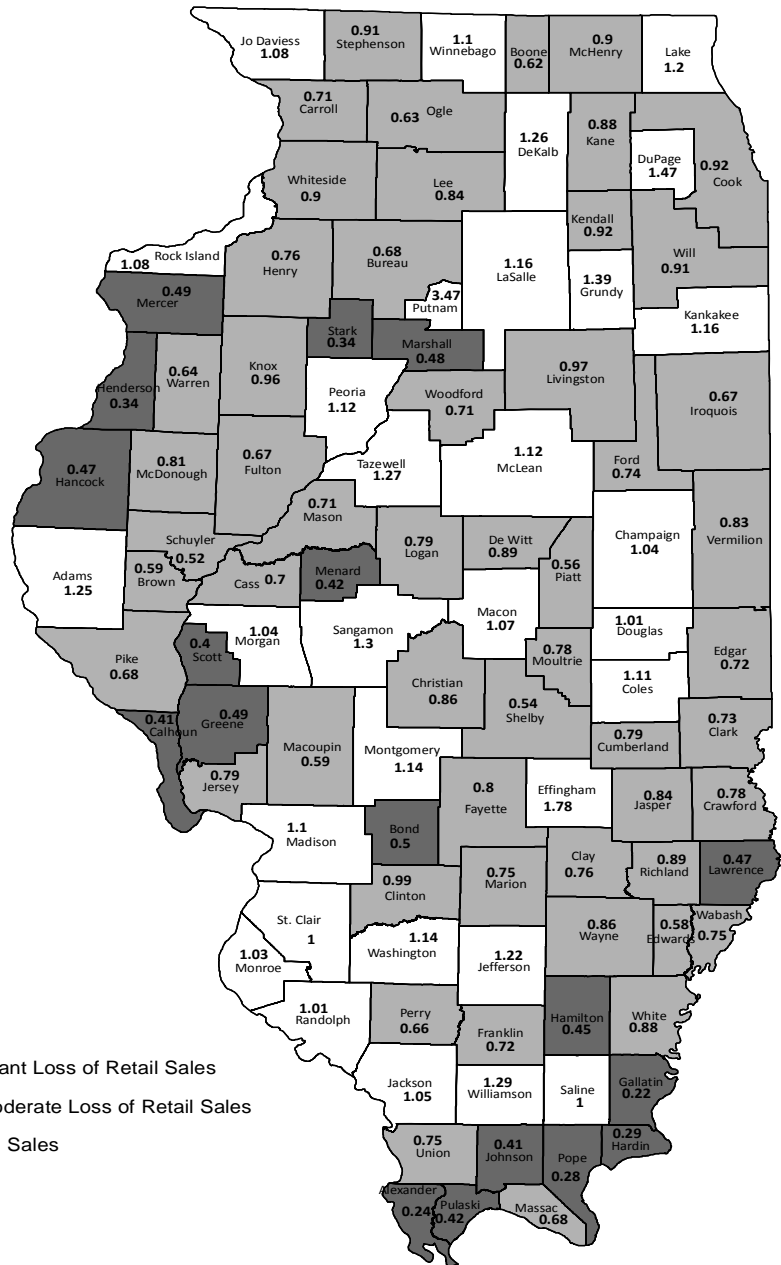 Jo Daviess
1.08
0.91
Stephenson
1.1
Winnebago
Boone
0.62
0.9
McHenry
Lake
1.2
0.71
Carroll
0.63 Ogle
1.26
DeKalb
0.88
Kane
DuPage
1.47
0.92
Cook
Whiteside
0.9
Lee
0.84
Kendall
0.92
Will
0.91
Rock Island
1.08
0.76
Henry
0.68
Bureau
1.16
LaSalle
1.39
Grundy
0.49
Mercer
3.47
Putnam
Kankakee
1.16
Stark
0.34
Marshall
0.48
Henderson
0.34
0.64
Warren
Knox
0.96
Peoria
1.12
Woodford
0.71
0.97
Livingston
0.67
Iroquois
0.47
Hancock
0.81
McDonough
0.67
Fulton
Tazewell
1.27
1.12
McLean
Ford
0.74
0.71
Mason
Schuyler
0.52
0.79
Logan
De Witt
0.89
0.56
Piatt
Champaign
1.04
0.83
Vermilion
Adams
1.25
0.59
Brown
Cass 0.7
Menard
0.42
Macon
1.07
1.01
Douglas
Pike
0.68
0.4
Scott
1.04
Morgan
Sangamon
1.3
Christian
0.86
0.78
Moultrie
1.11
Coles
Edgar
0.72
0.41
Calhoun
0.49
Greene
Macoupin
0.59
Montgomery
1.14
0.54
Shelby
0.79
Cumberland
0.73
Clark
0.79
Jersey
0.8
Fayette
Effingham
1.78
0.84
Jasper
0.78
Crawford
1.1
Madison
Bond
0.5
0.99
Clinton
0.75
Marion
Clay
0.76
0.89
Richland
0.47
Lawrence
St. Clair
1
1.03
Monroe
1.14
Washington
1.22
Jefferson
0.86
Wayne
0.58
Edwards
Wabash
0.75
1.01
Randolph
Perry
0.66
Franklin
0.72
Hamilton
0.45
White
0.88
ant Loss of Retail Sales
oderate Loss of Retail Sales
Sales
Jackson
1.05
1.29
Williamson
Saline
1
Gallatin
0.22
0.75
Union
0.41
Johnson
Pope
0.28
0.29
Hardin
Alexander
0.24
Pulaski
0.42
Massac
0.68